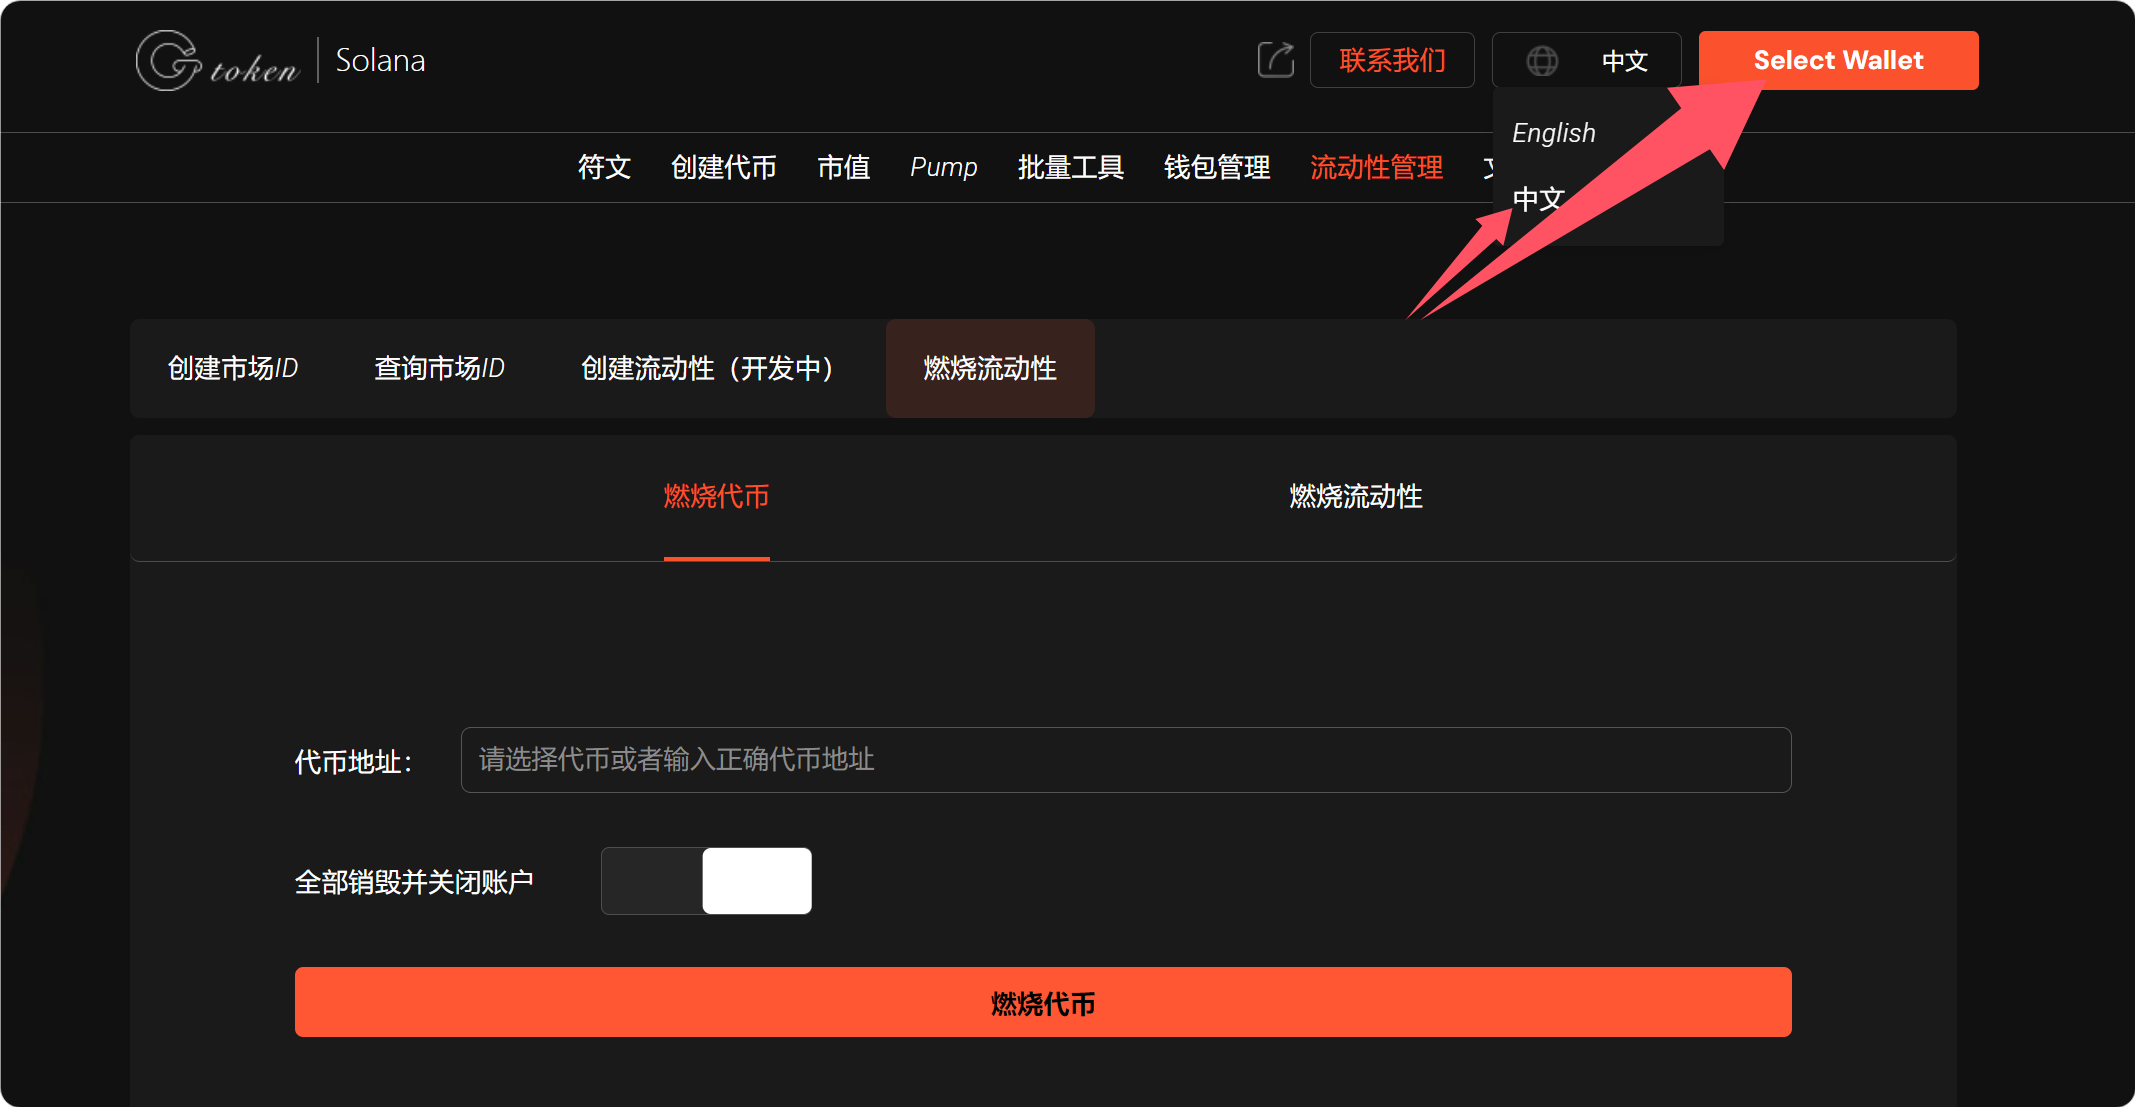 Gtoken | Solana
联系我们
中文
Select Wallet
English
中文
符文 创建代币 市值 Pump 批量工具 钱包管理 流动性管理
创建市场ID 查询市场ID 创建流动性（开发中） 燃烧流动性
燃烧代币 燃烧流动性
代币地址： 请选择代币或者输入正确代币地址
全部销毁并关闭账户
燃烧代币